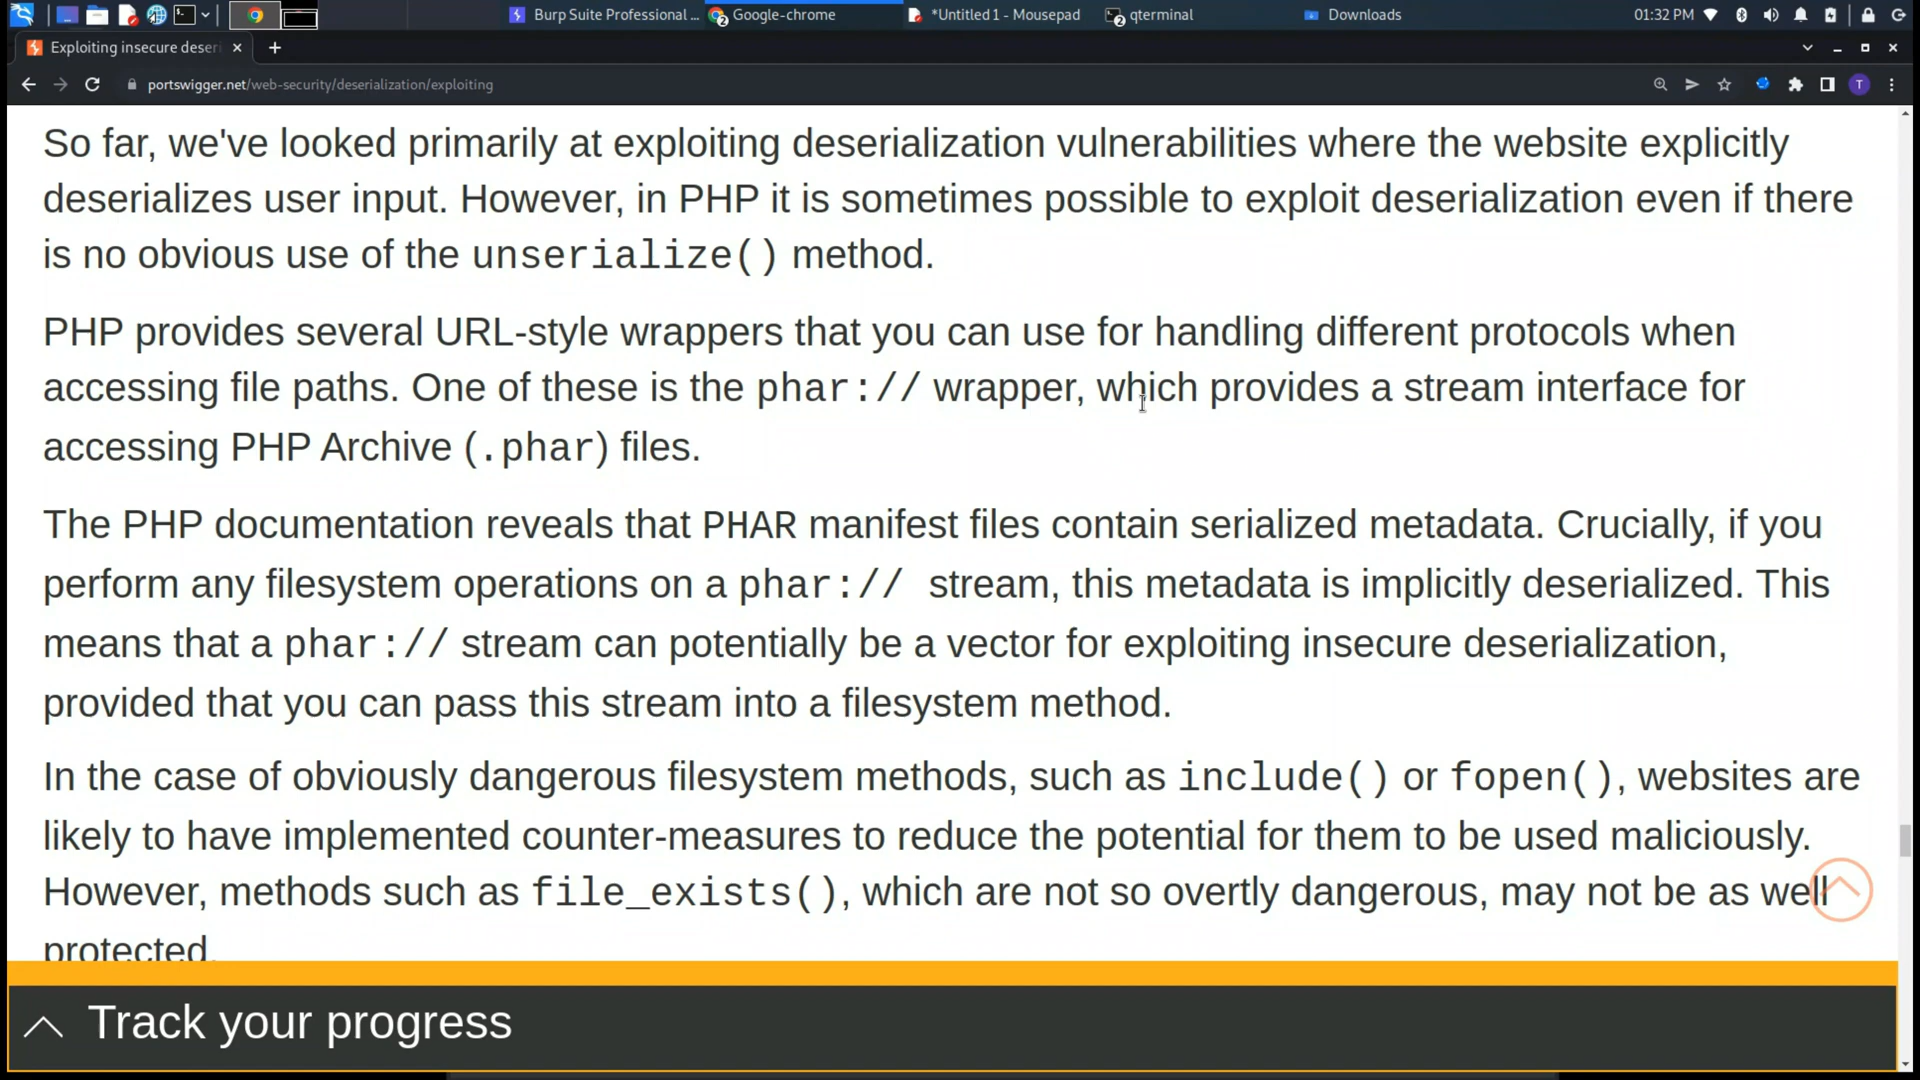 Burp Suite Professional ...
Google-chrome
*Untitled 1 - Mousepad
qterminal
Downloads
01:32 PM
Exploiting insecure deser
portswigger.net/web-security/deserialization/exploiting
T
So far, we've looked primarily at exploiting deserialization vulnerabilities where the website explicitly
deserializes user input. However, in PHP it is sometimes possible to exploit deserialization even if there
is no obvious use of the unserialize() method.
PHP provides several URL-style wrappers that you can use for handling different protocols when
accessing file paths. One of these is the phar:// wrapper, which provides a stream interface for
accessing PHP Archive (.phar) files.
The PHP documentation reveals that PHAR manifest files contain serialized metadata. Crucially, if you
perform any filesystem operations on a phar:// stream, this metadata is implicitly deserialized. This
means that a phar:// stream can potentially be a vector for exploiting insecure deserialization,
provided that you can pass this stream into a filesystem method.
In the case of obviously dangerous filesystem methods, such as include() or fopen(), websites are
likely to have implemented counter-measures to reduce the potential for them to be used maliciously.
However, methods such as file_exists(), which are not so overtly dangerous, may not be as well
protected.
Track your progress